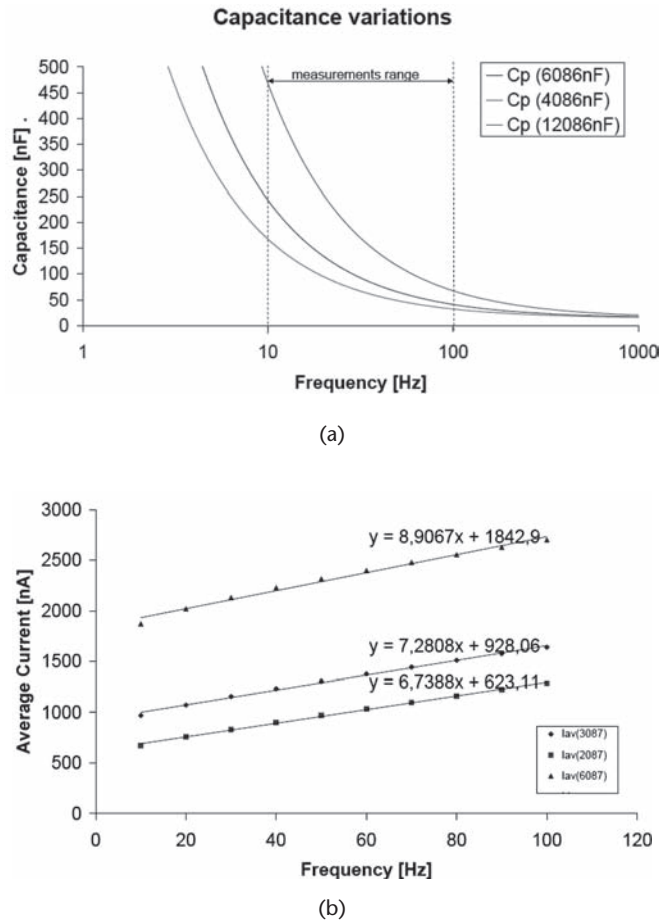 Capacitance variations
500
450
400
350
300
250
200
150
100
50
0
Capacitance [nF] .
measurements range
Cp (6086nF)
Cp (4086nF)
Cp (12086nF)
1
10
100
1000
Frequency [Hz]
(a)
3000
2500
2000
1500
1000
500
0
Average Current [nA]
y = 8,9067x + 1842,9
y = 7,2808x + 928,06
y = 6,7388x + 623,11
Iav(3087)
Iav(2087)
Iav(6087)
0
20
40
60
80
100
120
Frequency [Hz]
(b)